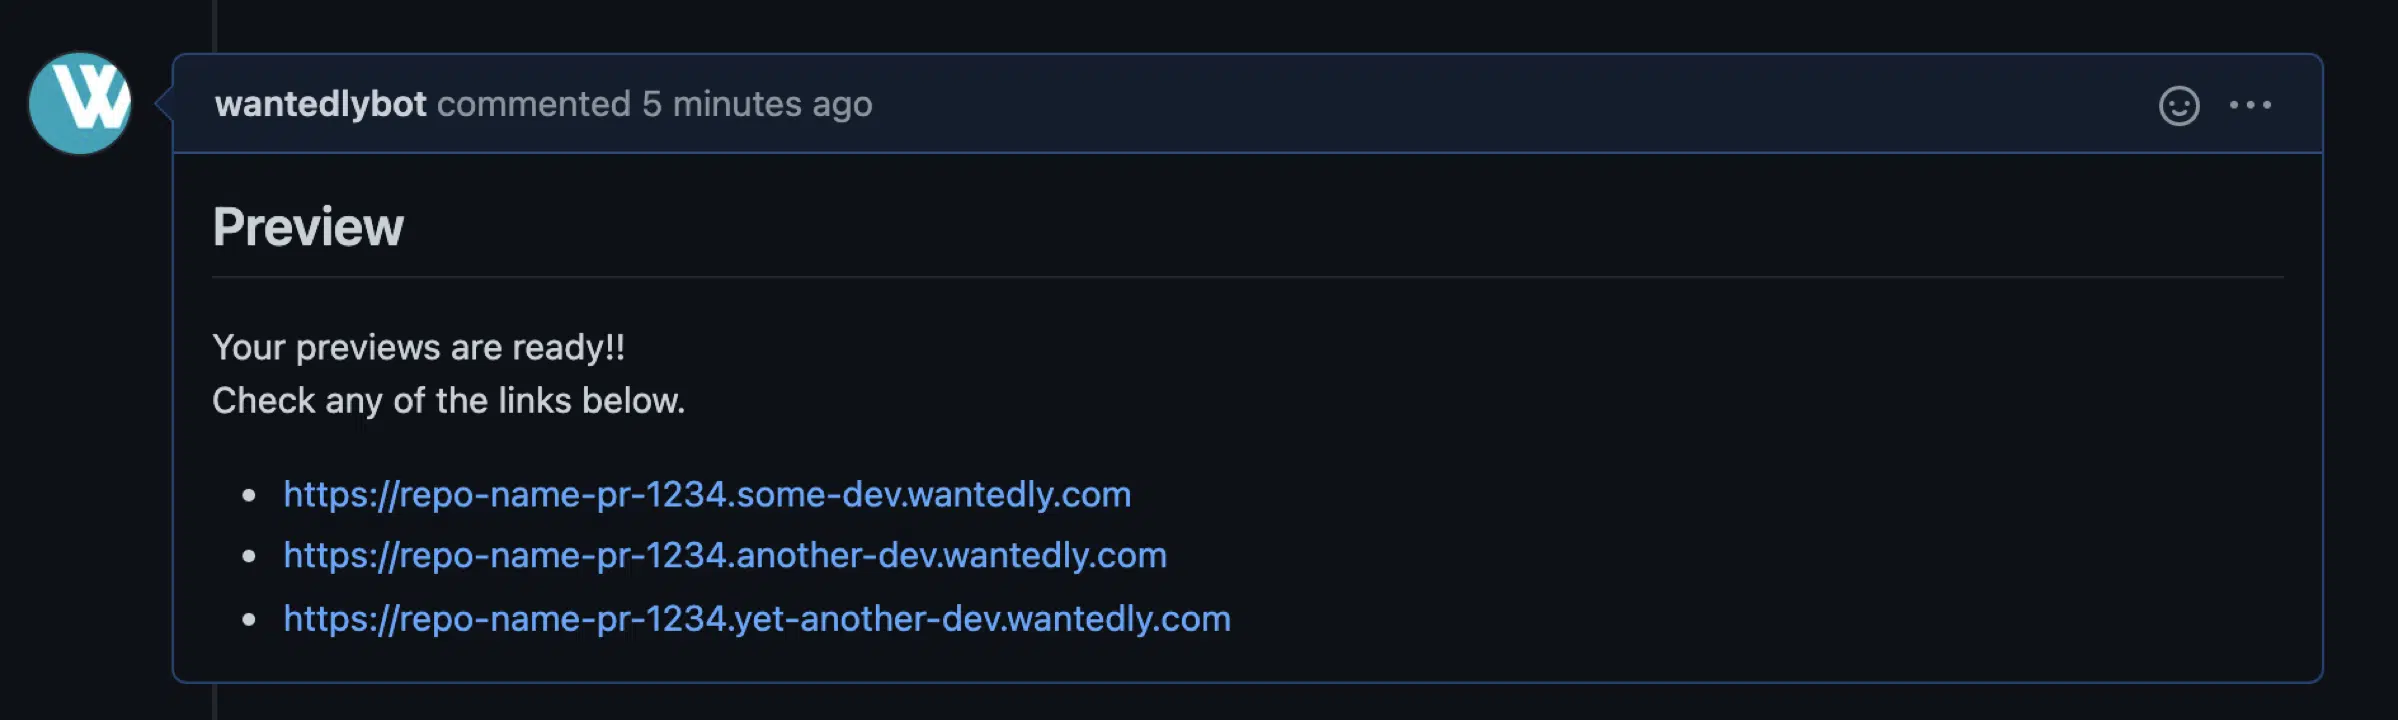 W
wantedlybot commented 5 minutes ago
Preview
Your previews are ready!!
Check any of the links below.
https://repo-name-pr-1234.some-dev.wantedly.com
https://repo-name-pr-1234.another-dev.wantedly.com
https://repo-name-pr-1234.yet-another-dev.wantedly.com